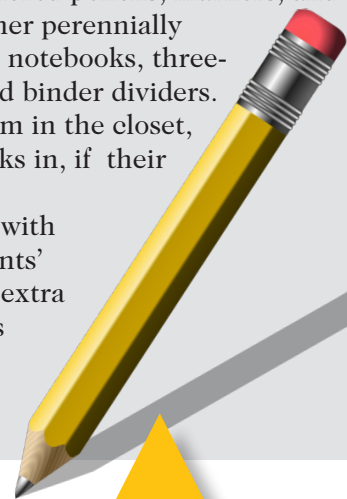 her perennially
notebooks, three-
d binder dividers.
m in the closet,
ks in, if their
with
nts'
extra
s